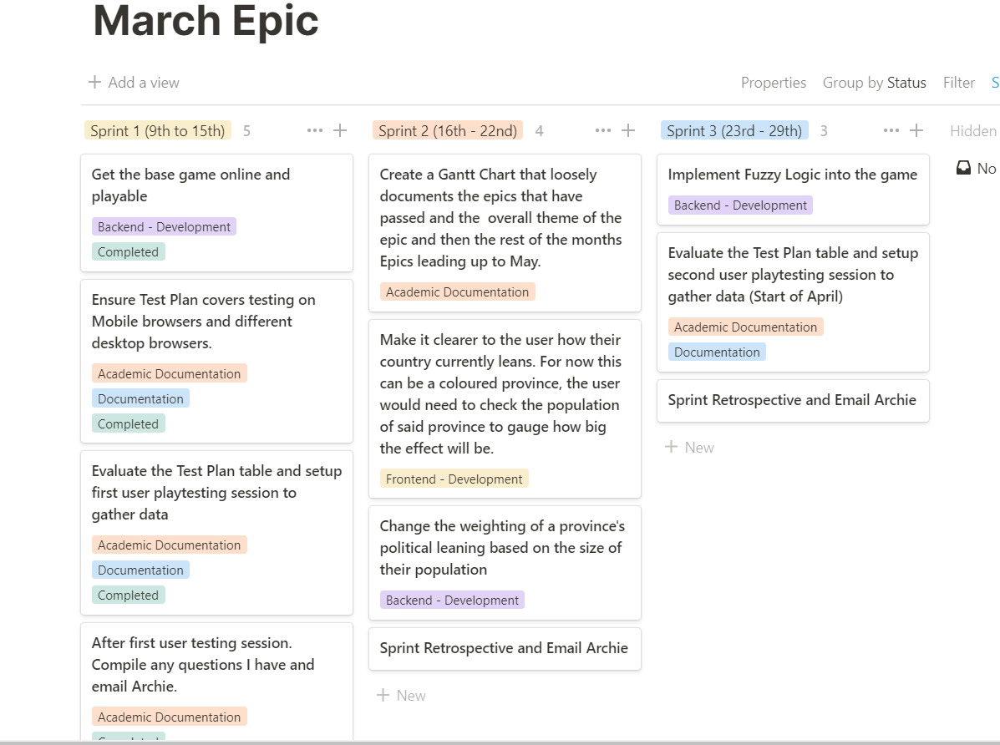 March Epic
Add a view
Properties Group by Status Filter S
Sprint 1 (9th to 15th) 5
Get the base game online and
playable
Backend - Development
Completed
Ensure Test Plan covers testing on
Mobile browsers and different
desktop browsers.
Academic Documentation
Documentation
Completed
Evaluate the Test Plan table and setup
first user playtesting session to
gather data
Academic Documentation
Documentation
Completed
After first user testing session.
Compile any questions I have and
email Archie.
Academic Documentation
Sprint 2 (16th - 22nd) 4
Create a Gantt Chart that loosely
documents the epics that have
passed and the  overall theme of the
epic and then the rest of the months
Epics leading up to May.
Academic Documentation
Make it clearer to the user how their
country currently leans. For now this
can be a coloured province, the user
would need to check the population
of said province to gauge how big
the effect will be.
Frontend - Development
Change the weighting of a province's
political leaning based on the size of
their population
Backend - Development
Sprint Retrospective and Email Archie
New
Sprint 3 (23rd - 29th) 3
Implement Fuzzy Logic into the game
Backend - Development
Evaluate the Test Plan table and setup
second user playtesting session to
gather data (Start of April)
Academic Documentation
Documentation
Sprint Retrospective and Email Archie
New
Hidden
No